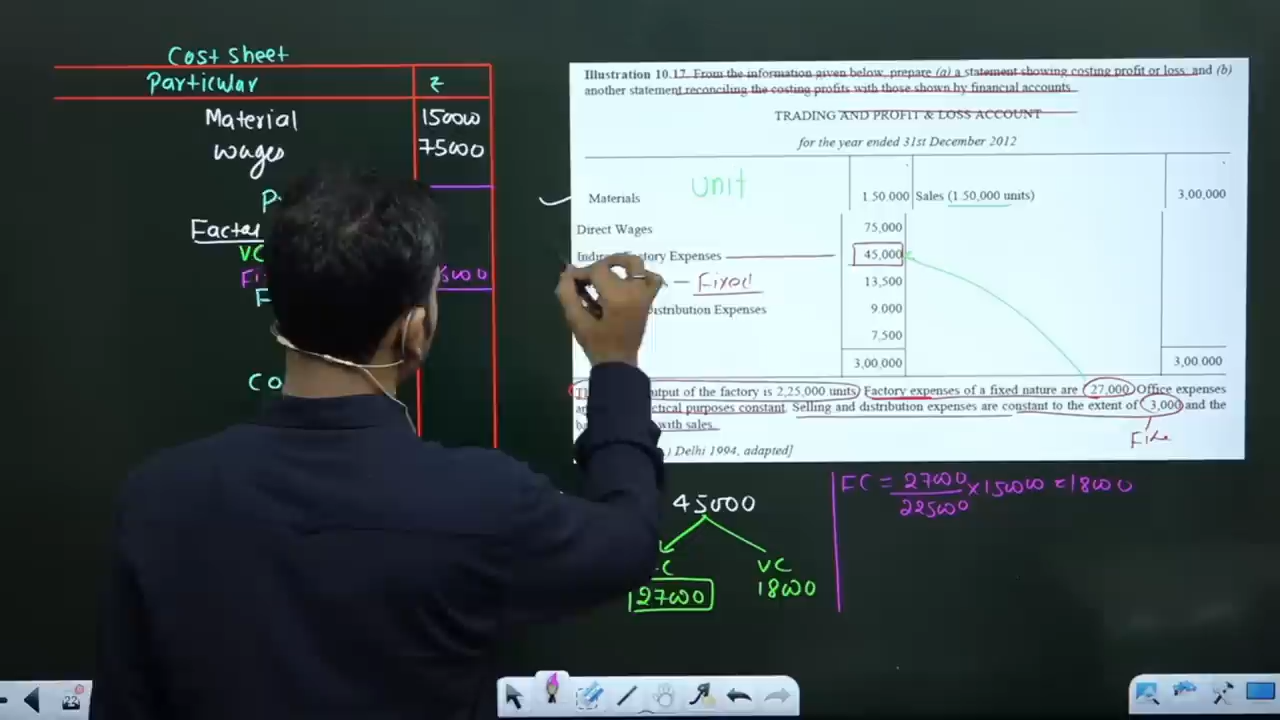 Cost sheet
Particular ₹
Material 150000
wages 75000
VC
F
CO
Illustration 10.17. From the information given below, prepare (a) a statement showing costing profit or loss, and (b)
another statement reconciling the costing profits with those shown by financial accounts
TRADING AND PROFIT & LOSS ACCOUNT
for the year ended 31st December 2012
unit
Materials 1,50,000 Sales (1,50,000 units) 3,00,000
Direct Wages 75,000
Expenses 45,000
— Fixed 13,500
Distribution Expenses 9,000
7,500
3,00,000 3,00,000
output of the factory is 2,25,000 units. Factory expenses of a fixed nature are 27,000 Office expenses
practical purposes constant. Selling and distribution expenses are constant to the extent of 3,000 and the
with sales.
) Delhi 1994, adapted]
45000
VC
27000 18000
FC = 27000/225000 × 150000 = 18000
22